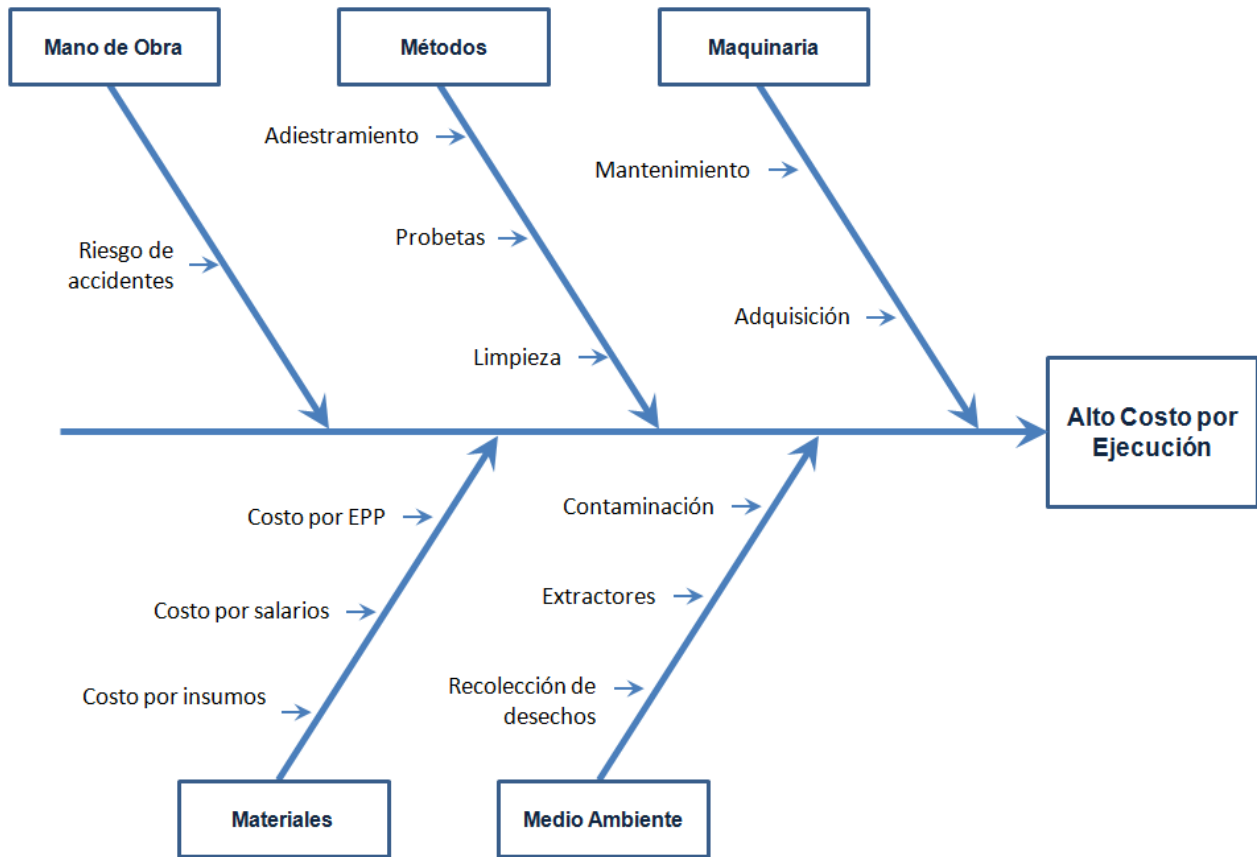 Mano de Obra
Métodos
Maquinaria
Adiestramiento
Mantenimiento
Probetas
Riesgo de
accidentes
Adquisición
Limpieza
Alto Costo por
Ejecución
Costo por EPP
Contaminación
Costo por salarios
Extractores
Costo por insumos
Recolección de
desechos
Materiales
Medio Ambiente